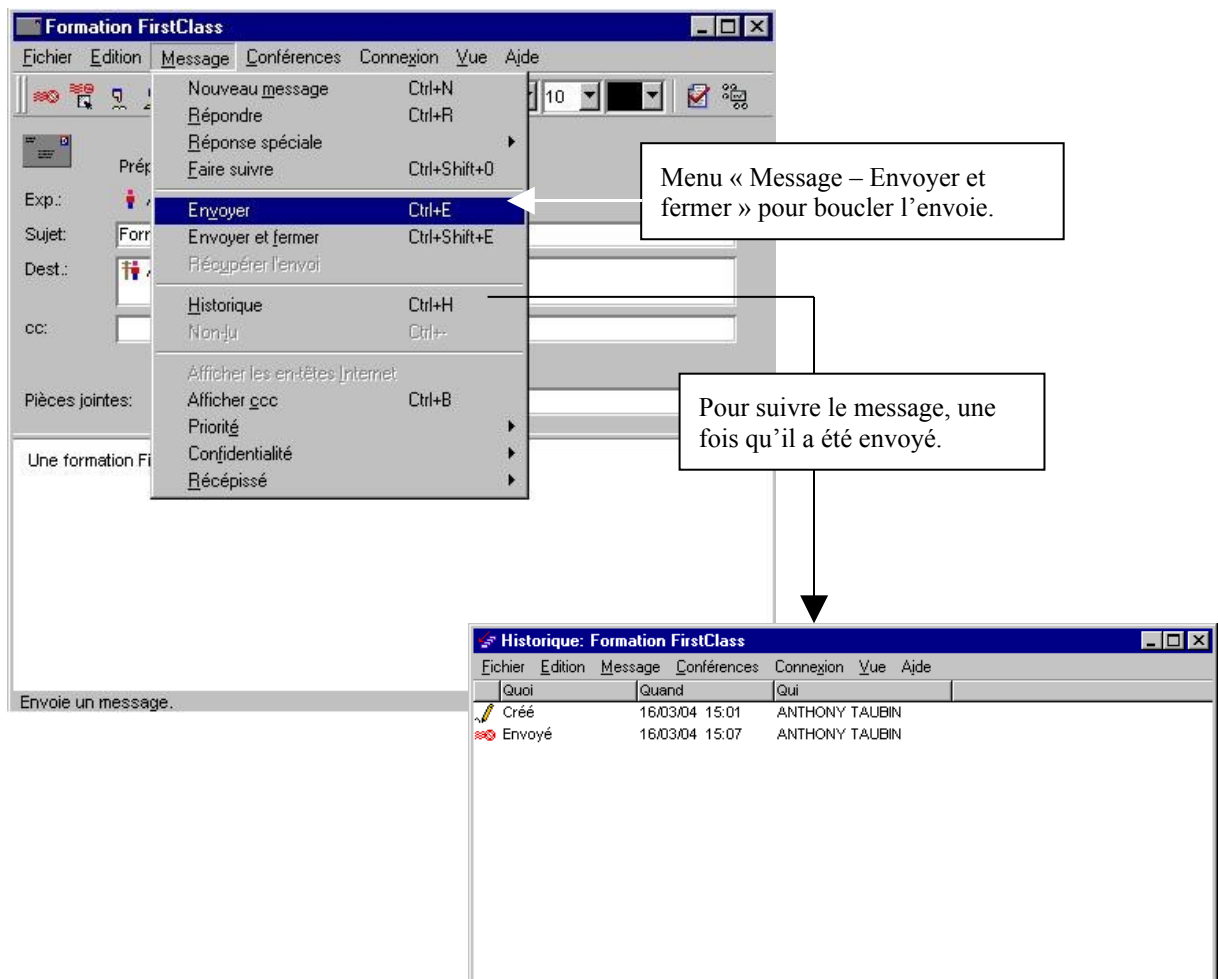 Formation FirstClass
Fichier Edition Message Conférences Connexion Vue Aide
10
Nouveau message Ctrl+N
Répondre Ctrl+R
Réponse spéciale
Faire suivre Ctrl+Shift+O
Envoyer Ctrl+E
Envoyer et fermer Ctrl+Shift+E
Récupérer l'envoi
Historique Ctrl+H
Non-lu Ctrl+-
Afficher les en-têtes Internet
Afficher ccc Ctrl+B
Priorité
Confidentialité
Récépissé
Prép
Exp.:
Sujet: Forr
Dest.:
cc:
Pièces jointes:
Une formation Fi
Envoie un message.
Menu « Message – Envoyer et
fermer » pour boucler l’envoie.
Pour suivre le message, une
fois qu’il a été envoyé.
Historique: Formation FirstClass
Fichier Edition Message Conférences Connexion Vue Aide
Quoi Quand Qui
Créé 16/03/04 15:01 ANTHONY TAUBIN
Envoyé 16/03/04 15:07 ANTHONY TAUBIN